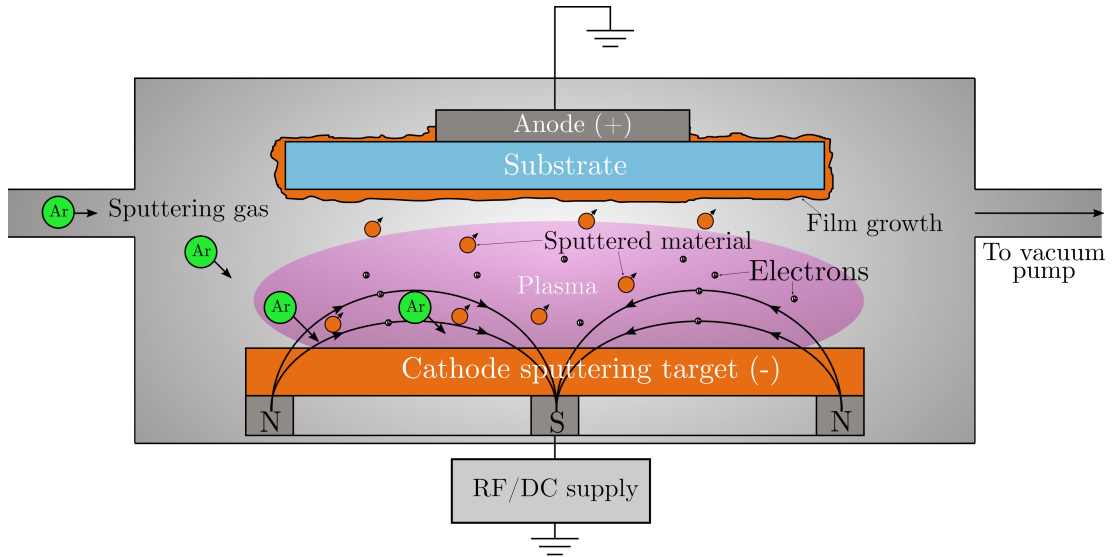 Anode (+)
Substrate
Ar
Sputtering gas
Film growth
Ar
Sputtered material
To vacuum
pump
Electrons
Plasma
Ar
Ar
Cathode sputtering target (-)
N
S
N
RF/DC supply